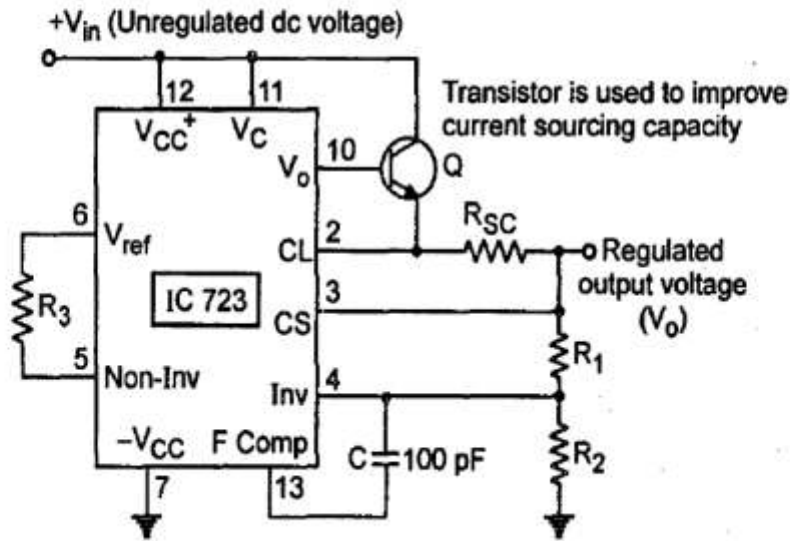 +Vin (Unregulated dc voltage)
12
11
VCC+
VC
Transistor is used to improve
current sourcing capacity
Vo
10
Q
6
Vref
CL
2
RSC
Regulated
output voltage
(Vo)
R3
IC 723
CS
3
R1
5
Non-Inv
Inv
4
–VCC
F Comp
C
100 pF
R2
7
13